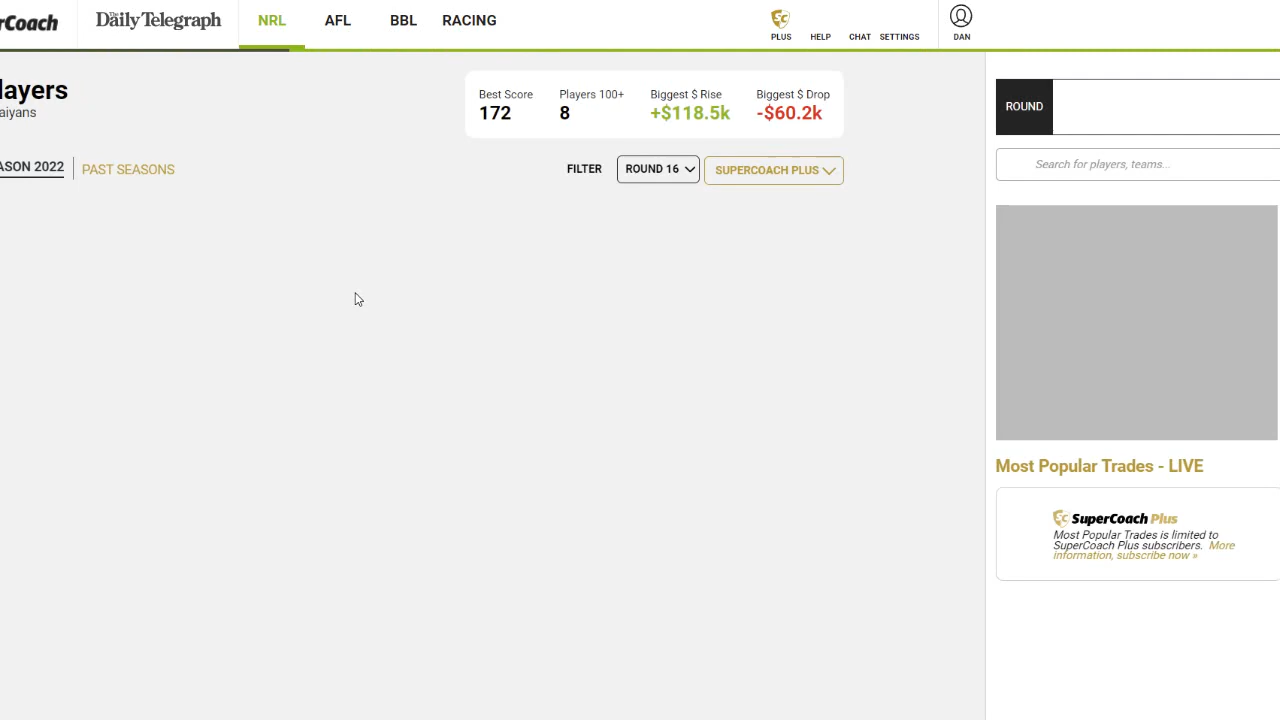 rCoach
The Daily Telegraph
NRL
AFL
BBL
RACING
SC
PLUS
HELP
CHAT
SETTINGS
DAN
layers
aiyans
Best Score
172
Players 100+
8
Biggest $ Rise
+$118.5k
Biggest $ Drop
-$60.2k
ASON 2022
PAST SEASONS
FILTER
ROUND 16
SUPERCOACH PLUS
ROUND
Search for players, teams...
Most Popular Trades - LIVE
SC SuperCoach Plus
Most Popular Trades is limited to
SuperCoach Plus subscribers. More
information, subscribe now »